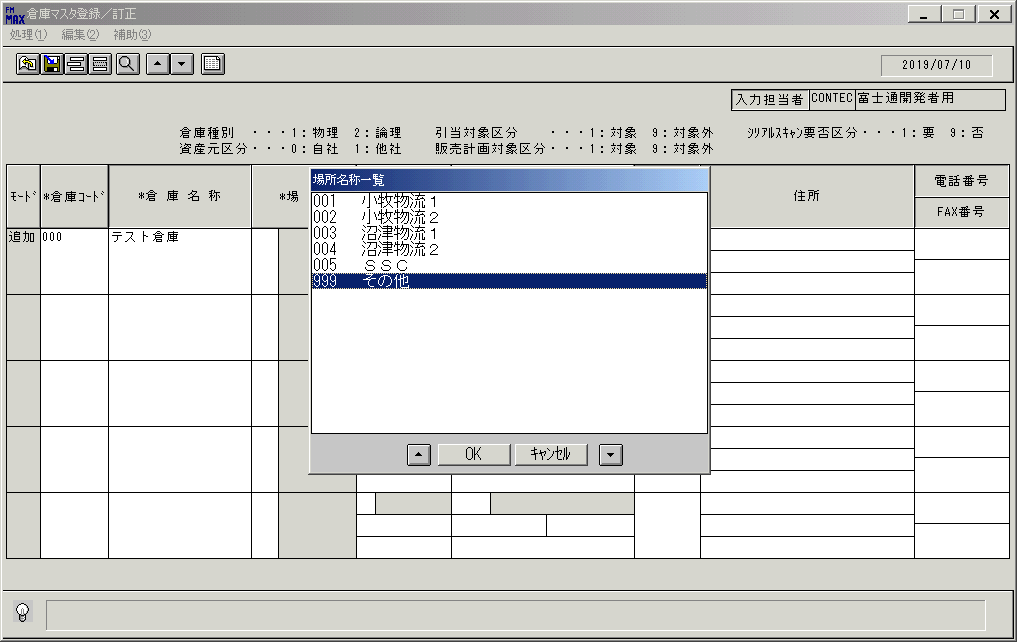 FM MAX 倉庫マスタ登録／訂正
処理(1) 編集(2) 補助(3)
2019/07/10
入力担当者 CONTEC 富士通開発者用
倉庫種別 ・・・1：物理 2：論理 引当対象区分 ・・・1：対象 9：対象外 ｼﾘｱﾙｽｷｬﾝ要否区分・・・1：要 9：否
資産元区分・・・0：自社 1：他社 販売計画対象区分・・・1：対象 9：対象外
ﾓｰﾄﾞ *倉庫ｺｰﾄﾞ *倉 庫 名 称 *場 住所 電話番号
FAX番号
追加 000 テスト倉庫
場所名称一覧
001 小牧物流１
002 小牧物流２
003 沼津物流１
004 沼津物流２
005 ＳＳＣ
999 その他
OK ｷｬﾝｾﾙ